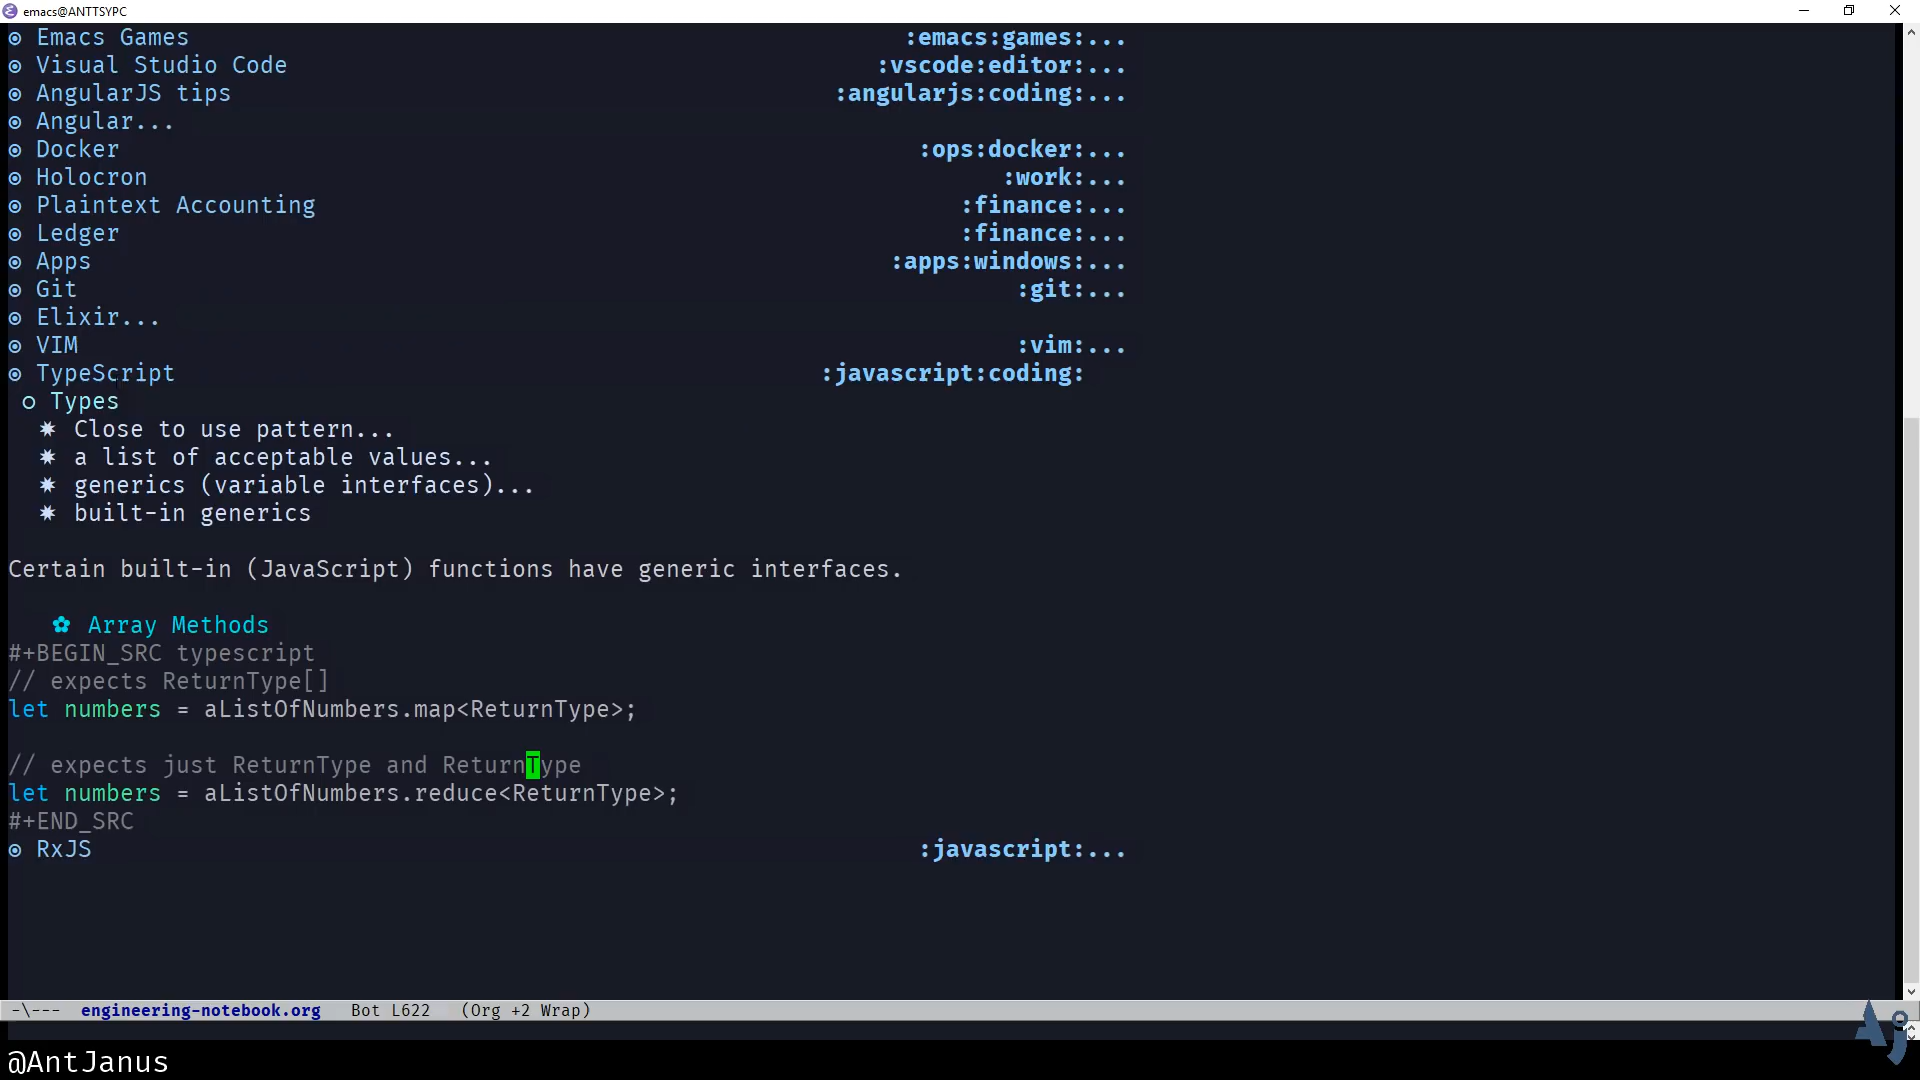 emacs@ANTTSYPC
Emacs Games :emacs:games:...
Visual Studio Code :vscode:editor:...
AngularJS tips :angularjs:coding:...
Angular...
Docker :ops:docker:...
Holocron :work:...
Plaintext Accounting :finance:...
Ledger :finance:...
Apps :apps:windows:...
Git :git:...
Elixir...
VIM :vim:...
TypeScript :javascript:coding:
Types
Close to use pattern...
a list of acceptable values...
generics (variable interfaces)...
built-in generics
Certain built-in (JavaScript) functions have generic interfaces.
Array Methods
#+BEGIN_SRC typescript
// expects ReturnType[]
let numbers = aListOfNumbers.map<ReturnType>;
// expects just ReturnType and ReturnType
let numbers = aListOfNumbers.reduce<ReturnType>;
#+END_SRC
RxJS :javascript:...
-\--- engineering-notebook.org Bot L622 (Org +2 Wrap)
Aj
@AntJanus